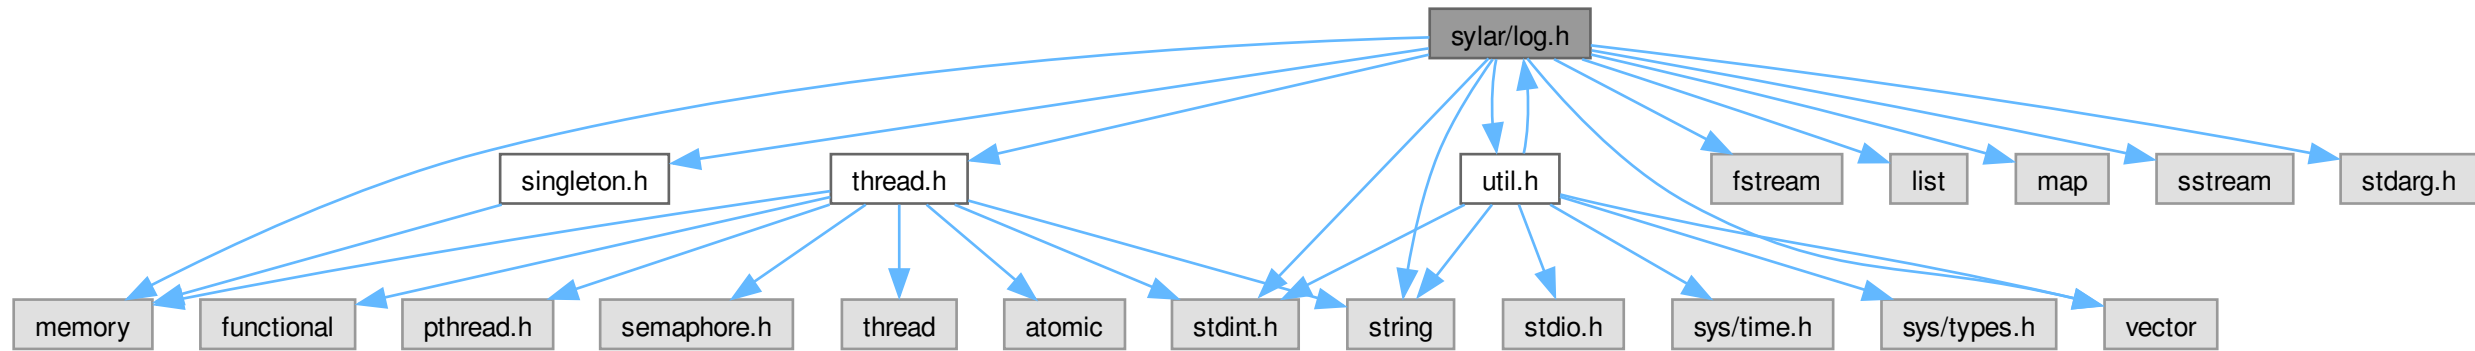 sylar/log.h
singleton.h
thread.h
util.h
fstream
list
map
sstream
stdarg.h
memory
functional
pthread.h
semaphore.h
thread
atomic
stdint.h
string
stdio.h
sys/time.h
sys/types.h
vector